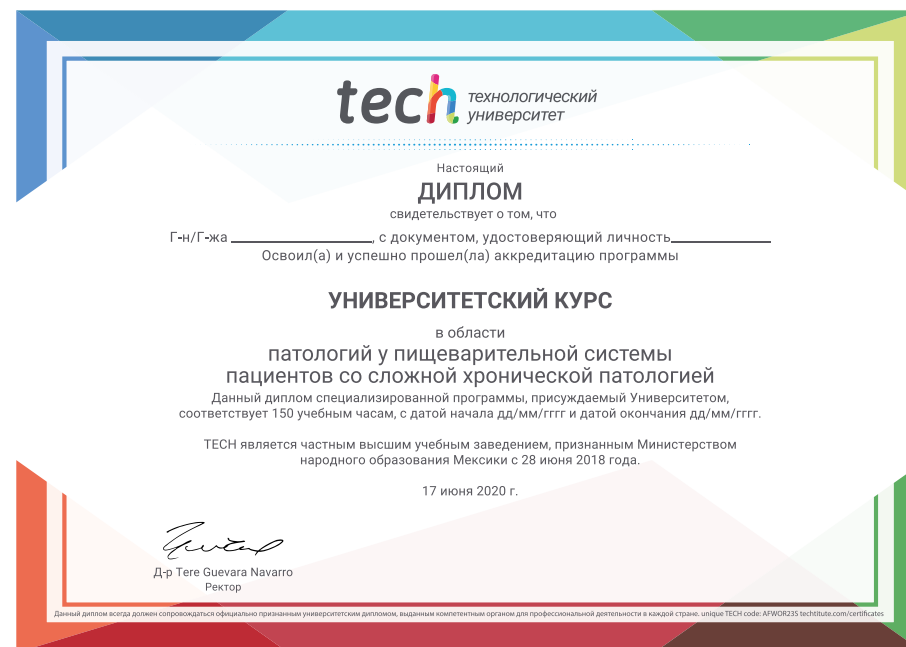 tech технологический
университет
Настоящий
ДИПЛОМ
свидетельствует о том, что
Г-н/Г-жа ____________________, с документом, удостоверяющий личность______________
Освоил(а) и успешно прошел(ла) аккредитацию программы
УНИВЕРСИТЕТСКИЙ КУРС
в области
патологий у пищеварительной системы
пациентов со сложной хронической патологией
Данный диплом специализированной программы, присуждаемый Университетом,
соответствует 150 учебным часам, с датой начала дд/мм/гггг и датой окончания дд/мм/гггг.
TECH является частным высшим учебным заведением, признанным Министерством
народного образования Мексики с 28 июня 2018 года.
17 июня 2020 г.
Д-р Tere Guevara Navarro
Ректор
Данный диплом всегда должен сопровождаться официально признанным университетским дипломом, выданным компетентным органом для профессиональной деятельности в каждой стране. unique TECH code: AFWOR23S techtitute.com/certificates